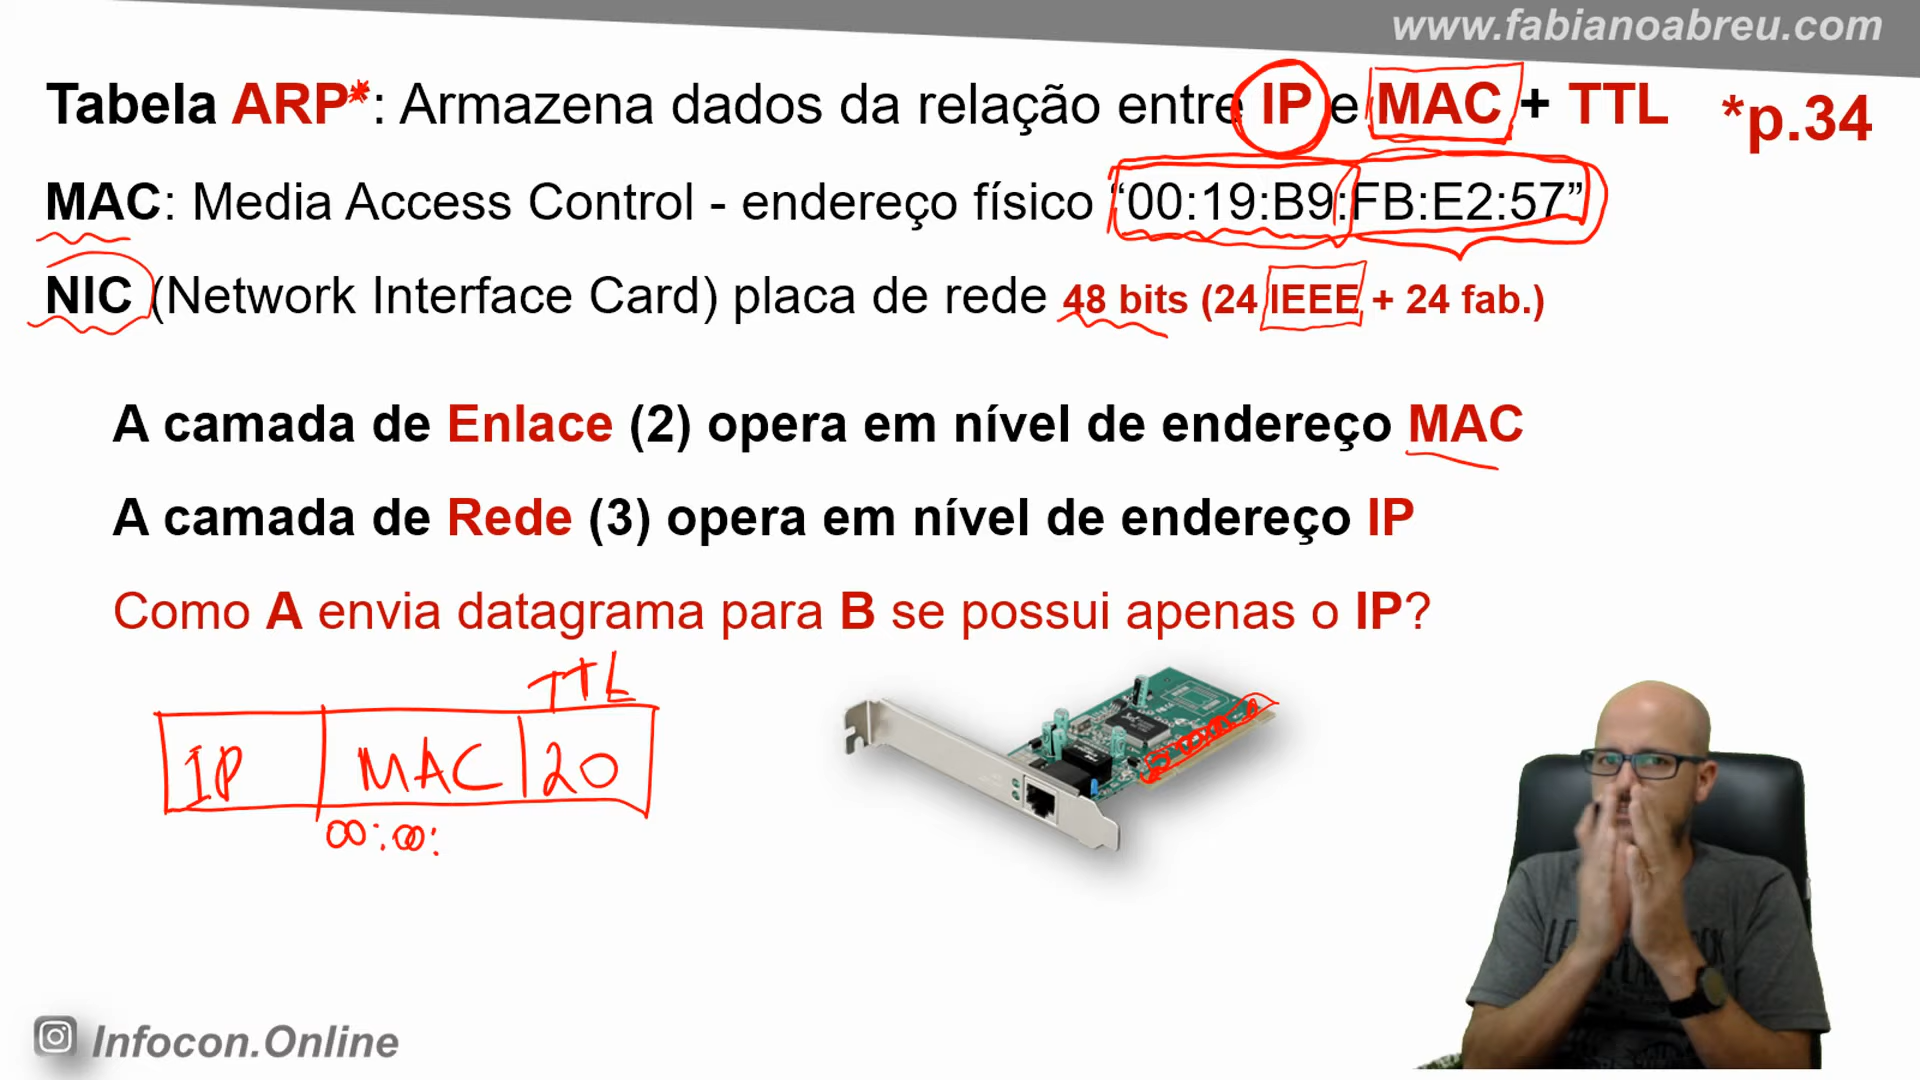 www.fabianoabreu.com
Tabela ARP*: Armazena dados da relação entre IP e MAC + TTL *p.34
MAC: Media Access Control - endereço físico “00:19:B9:FB:E2:57”
NIC (Network Interface Card) placa de rede 48 bits (24 IEEE + 24 fab.)
A camada de Enlace (2) opera em nível de endereço MAC
A camada de Rede (3) opera em nível de endereço IP
Como A envia datagrama para B se possui apenas o IP?
TTL
IP MAC 20
00:00:
Infocon.Online